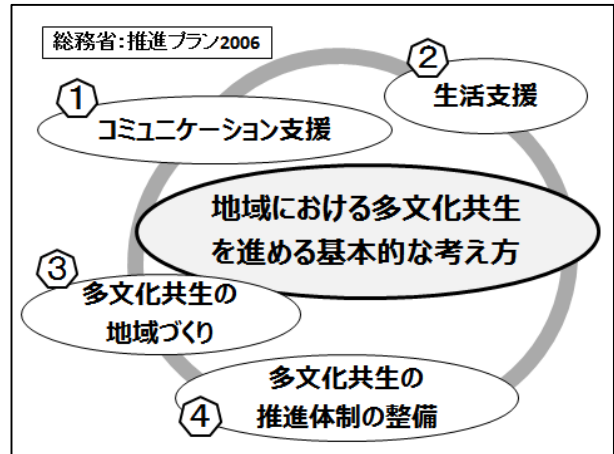 総務省:推進プラン2006
①
コミュニケーション支援
②
生活支援
地域における多文化共生
を進める基本的な考え方
③
多文化共生の
地域づくり
④
多文化共生の
推進体制の整備